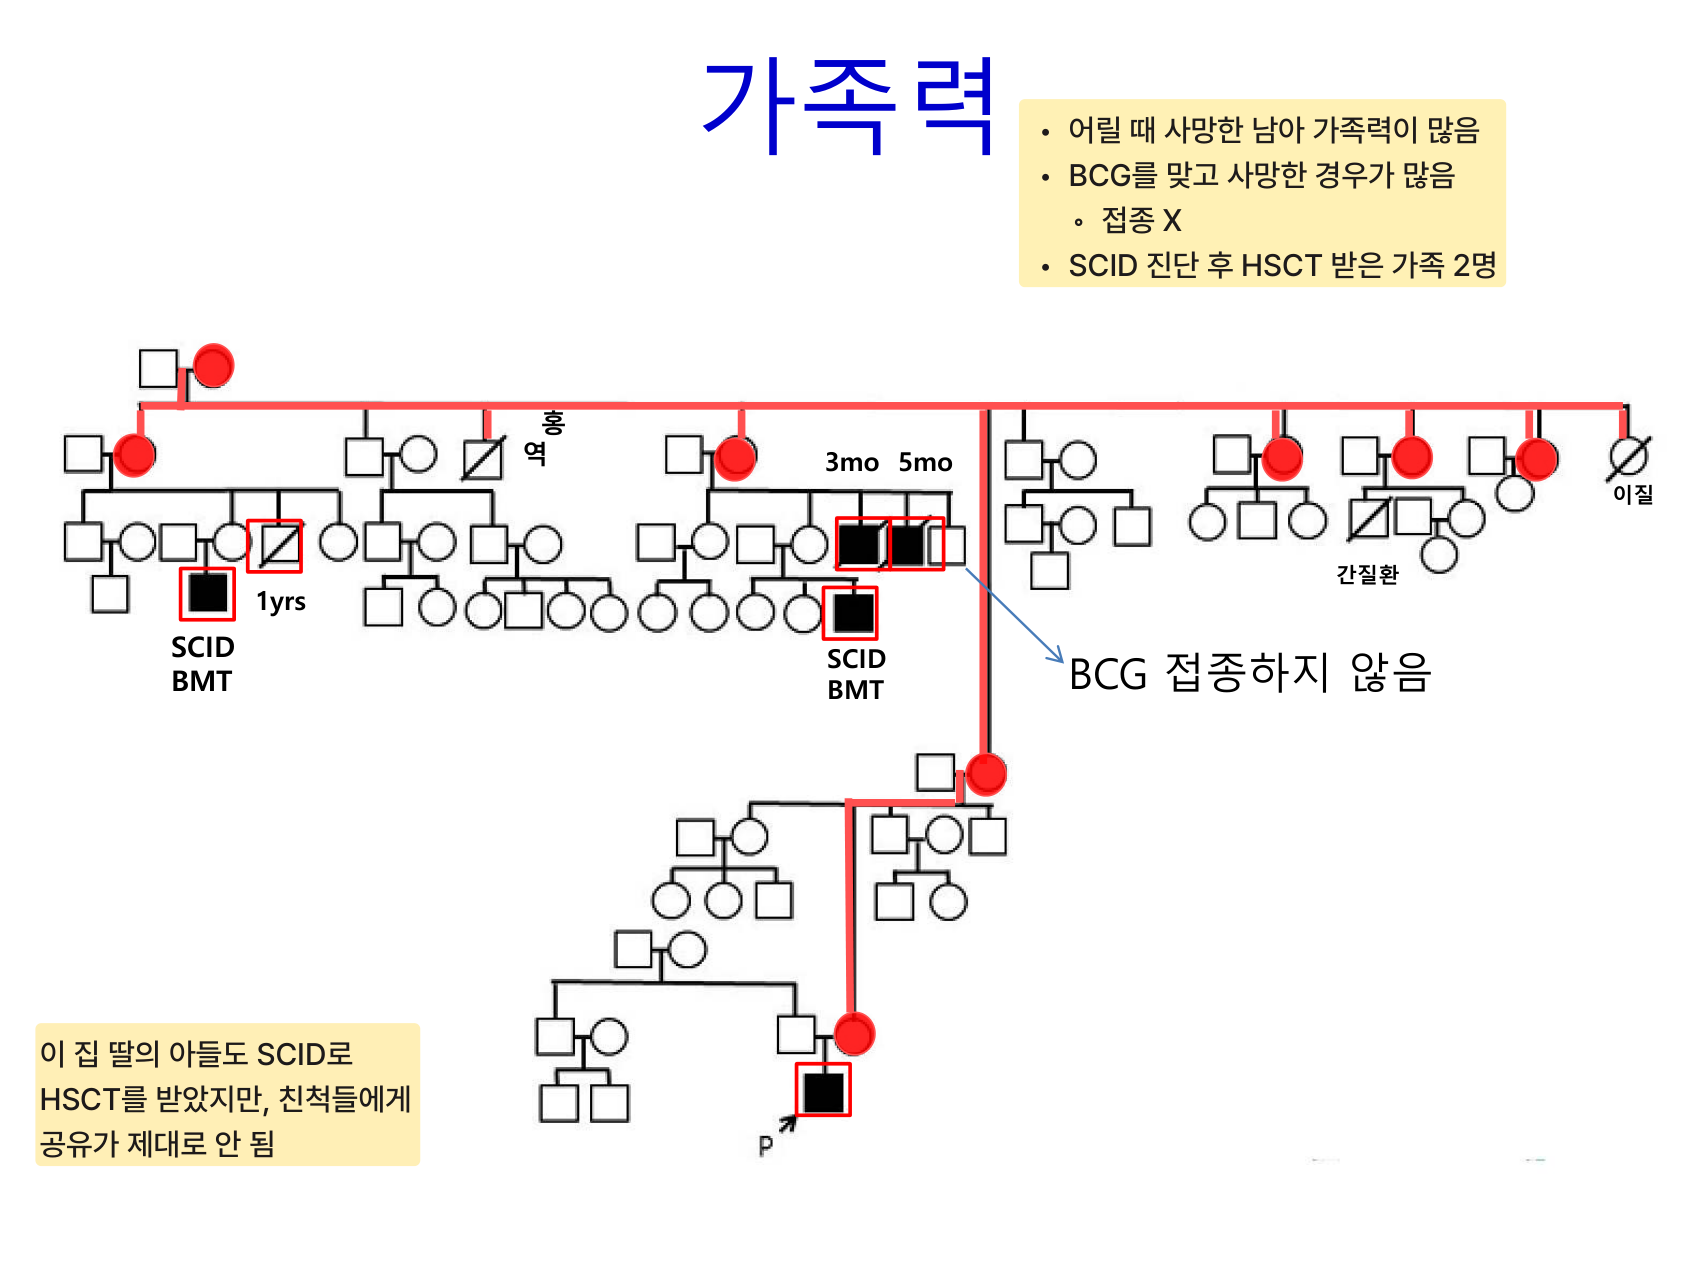 가족력
• 어릴 때 사망한 남아 가족력이 많음
• BCG를 맞고 사망한 경우가 많음
◦ 접종 X
• SCID 진단 후 HSCT 받은 가족 2명
홍
역
3mo 5mo
이질
간질환
1yrs
SCID
BMT
SCID
BMT
BCG 접종하지 않음
이 집 딸의 아들도 SCID로
HSCT를 받았지만, 친척들에게
공유가 제대로 안 됨
P